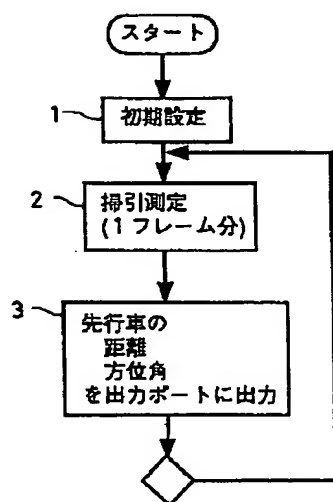 スタート
1
初期設定
2
掃引測定
(1フレーム分)
3
先行車の
距離
方位角
を出力ポートに出力